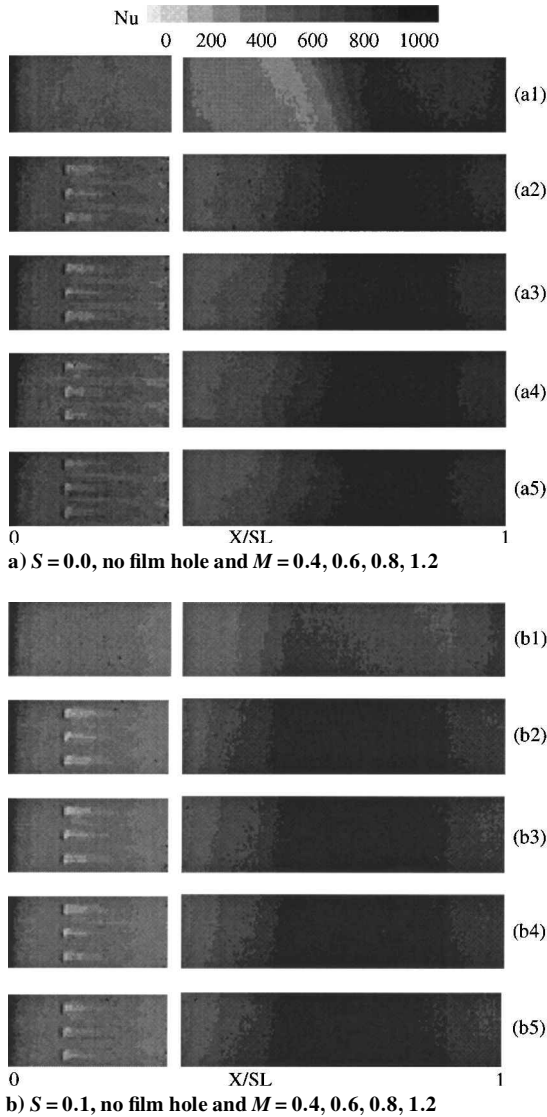 Nu
0 200 400 600 800 1000
(a1)
(a2)
(a3)
(a4)
(a5)
0 X/SL 1
a) S = 0.0, no film hole and M = 0.4, 0.6, 0.8, 1.2
(b1)
(b2)
(b3)
(b4)
(b5)
0 X/SL 1
b) S = 0.1, no film hole and M = 0.4, 0.6, 0.8, 1.2